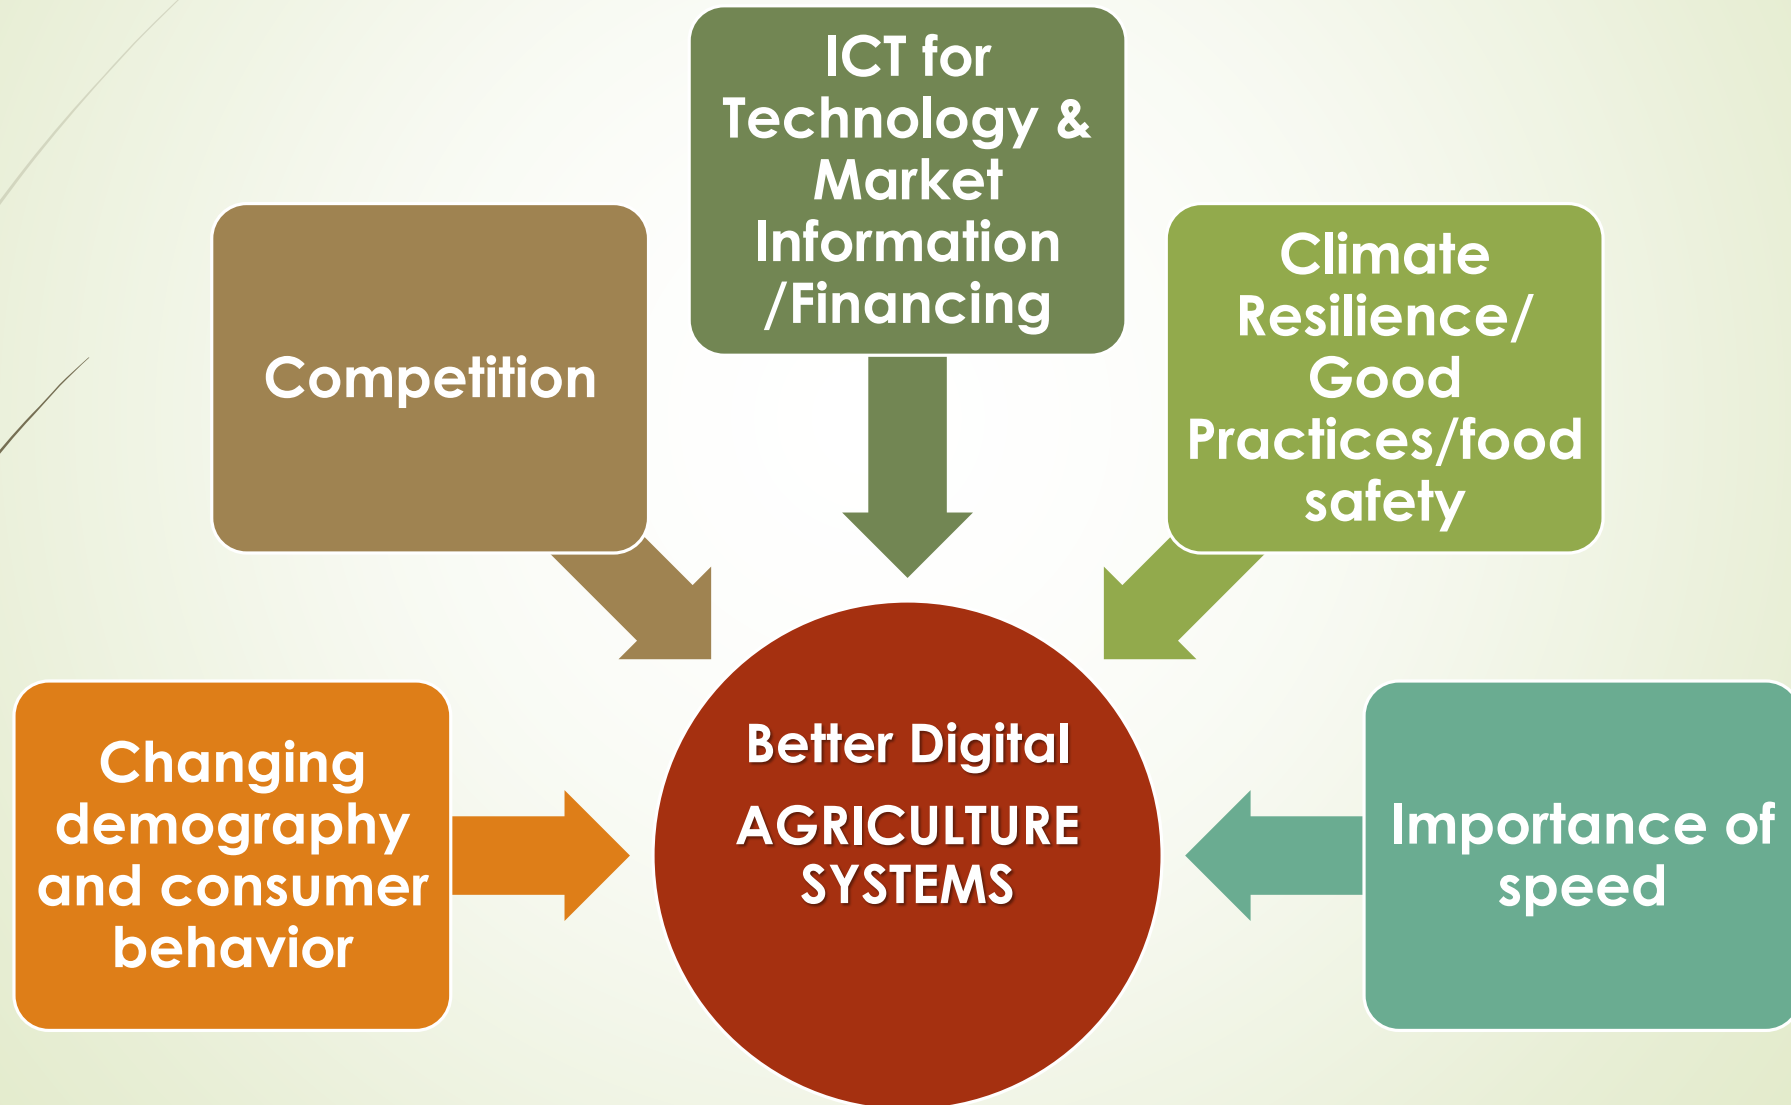 ICT for
Technology &
Market
Information
/Financing
Competition
Climate
Resilience/
Good
Practices/food
safety
Changing
demography
and consumer
behavior
Better Digital
AGRICULTURE
SYSTEMS
Importance of
speed